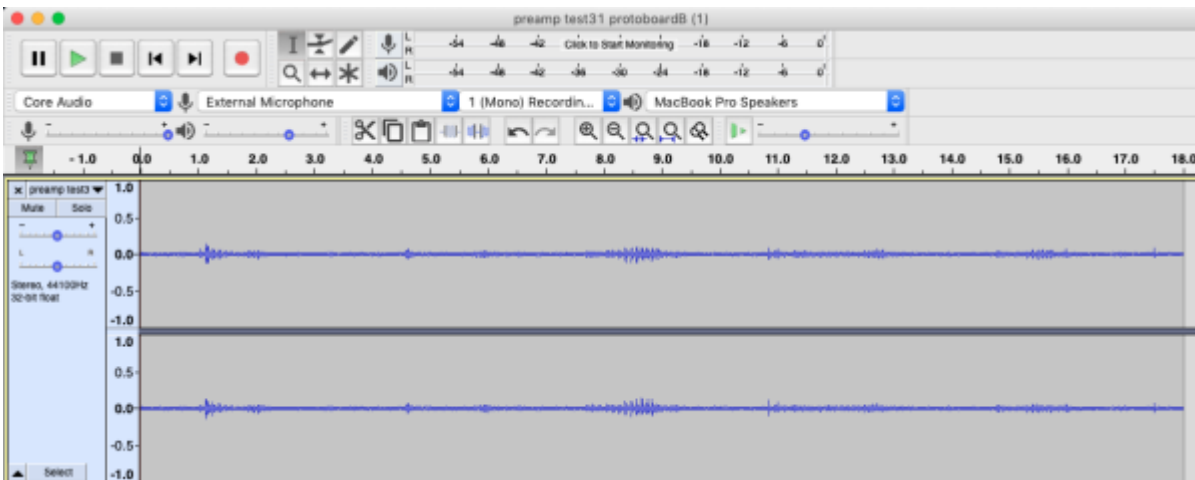 preamp test31 protoboardB (1)
L -54 -48 -42 Click to Start Monitoring -18 -12 -6 0
R
L -54 -48 -42 -36 -30 -24 -18 -12 -6 0
R
Core Audio External Microphone 1 (Mono) Recordin... MacBook Pro Speakers
- + - + - +
- 1.0 0.0 1.0 2.0 3.0 4.0 5.0 6.0 7.0 8.0 9.0 10.0 11.0 12.0 13.0 14.0 15.0 16.0 17.0 18.0
x preamp test3 1.0
Mute Solo
- + 0.5
L R 0.0
Stereo, 44100Hz -0.5
32-bit float
-1.0
1.0
0.5
0.0
-0.5
Select -1.0